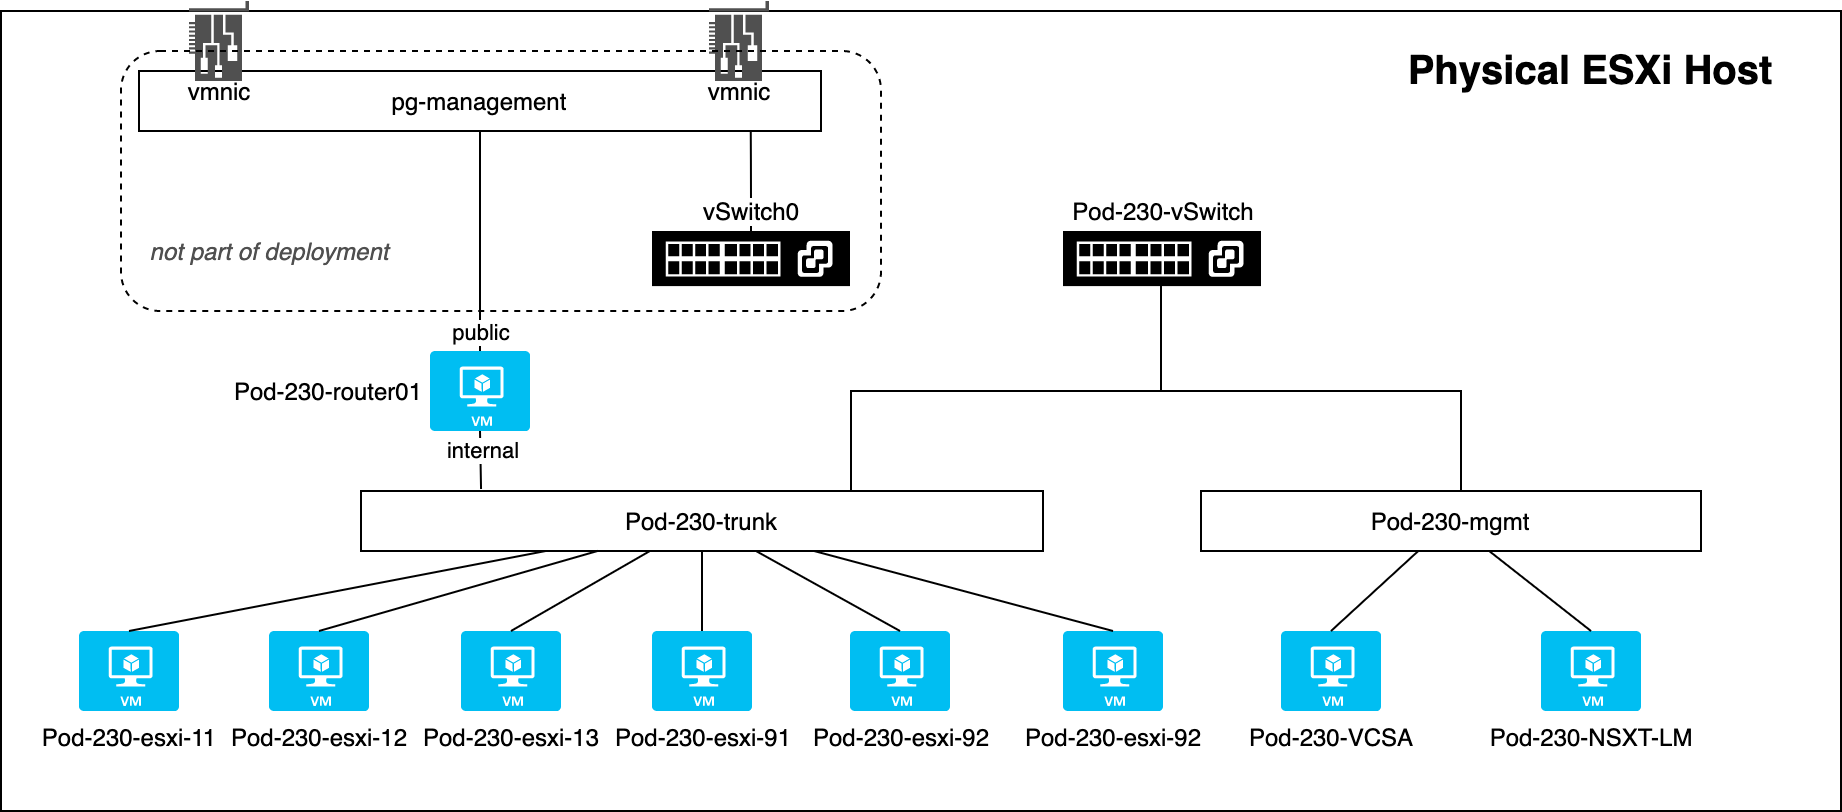 Physical ESXi Host
vmnic
vmnic
pg-management
vSwitch0
Pod-230-vSwitch
not part of deployment
public
Pod-230-router01
VM
internal
Pod-230-trunk
Pod-230-mgmt
VM
VM
VM
VM
VM
VM
VM
VM
Pod-230-esxi-11
Pod-230-esxi-12
Pod-230-esxi-13
Pod-230-esxi-91
Pod-230-esxi-92
Pod-230-esxi-92
Pod-230-VCSA
Pod-230-NSXT-LM